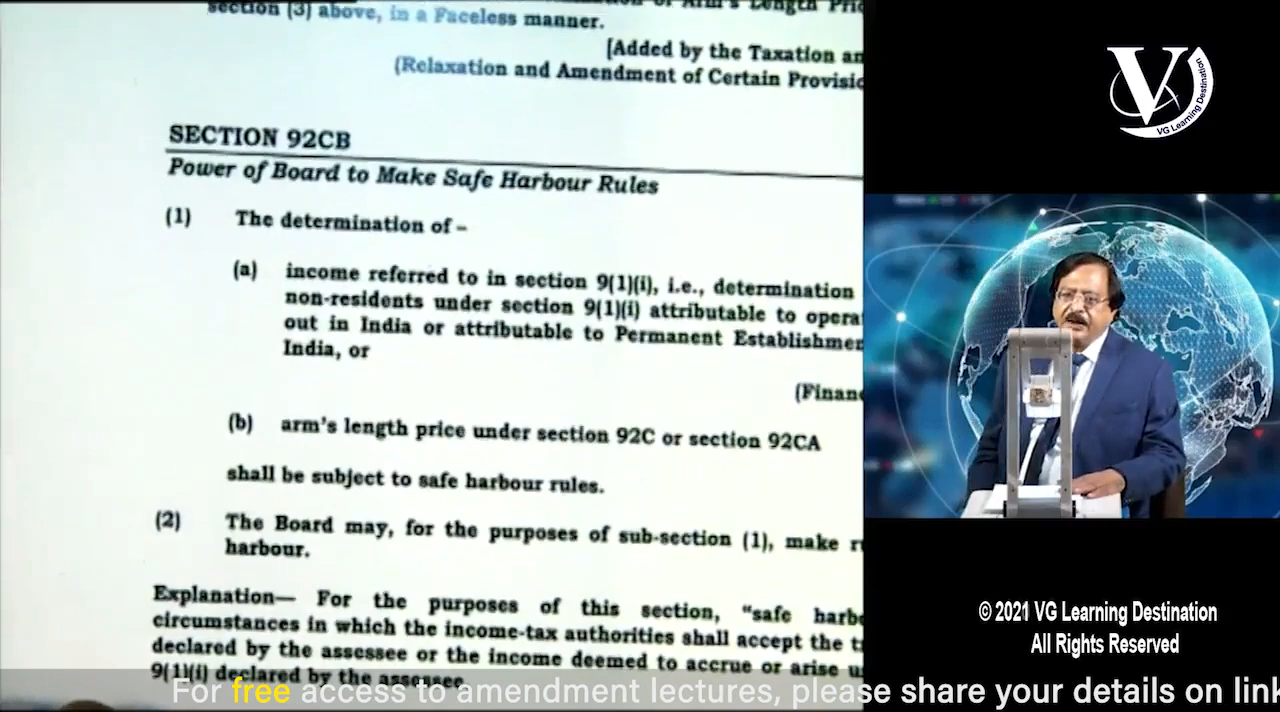 section (3) above, in a Faceless manner.
[Added by the Taxation an
(Relaxation and Amendment of Certain Provisio
SECTION 92CB
Power of Board to Make Safe Harbour Rules
(1) The determination of –
(a) income referred to in section 9(1)(i), i.e., determination
non-residents under section 9(1)(i) attributable to opera
out in India or attributable to Permanent Establishmen
India, or
(Financ
(b) arm's length price under section 92C or section 92CA
shall be subject to safe harbour rules.
(2) The Board may, for the purposes of sub-section (1), make ru
harbour.
Explanation— For the purposes of this section, "safe harbo
circumstances in which the income-tax authorities shall accept the tr
declared by the assessee or the income deemed to accrue or arise u
9(1)(i) declared by the assessee
VG
VG Learning Destination
© 2021 VG Learning Destination
All Rights Reserved
For free access to amendment lectures, please share your details on link